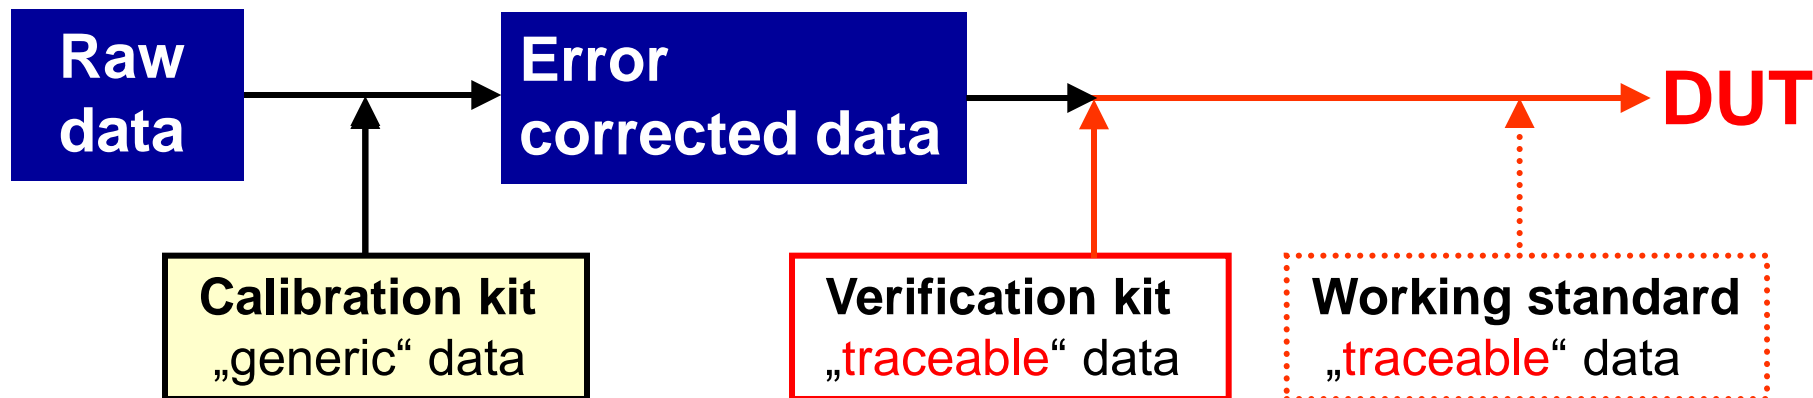 Raw
data
Error
corrected data
DUT
Calibration kit
„generic“ data
Verification kit
„traceable“ data
Working standard
„traceable“ data